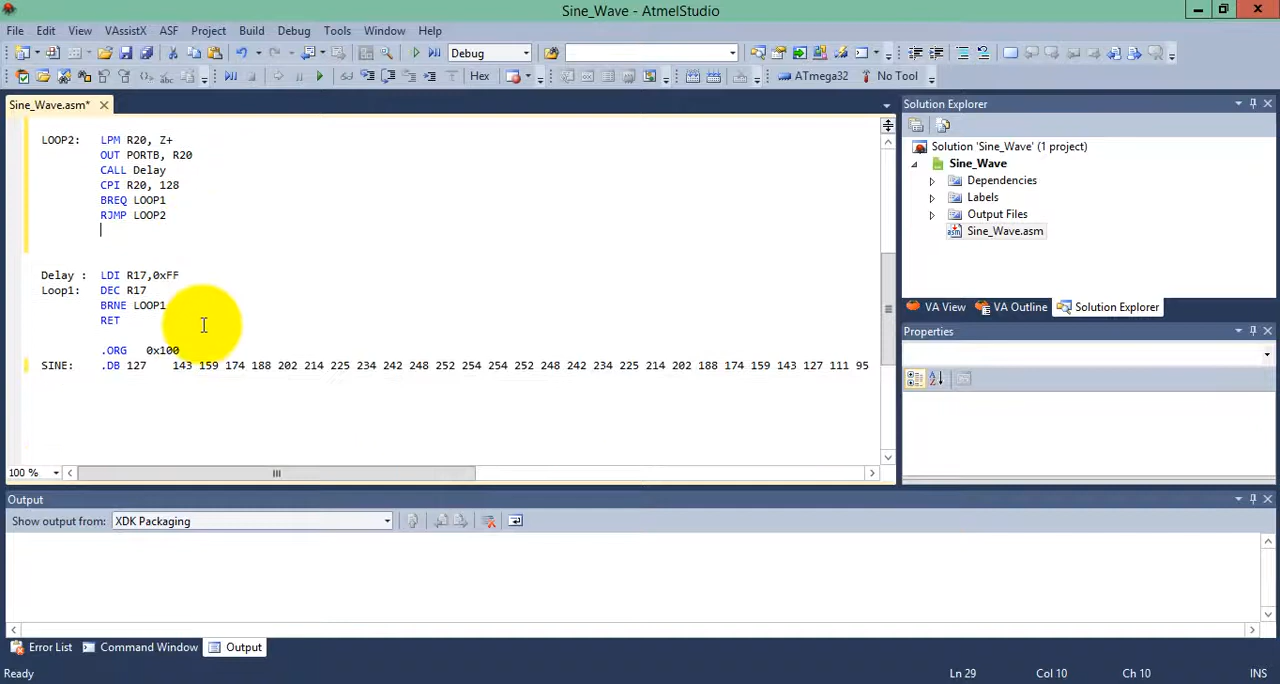 Sine_Wave - AtmelStudio
File Edit View VAssistX ASF Project Build Debug Tools Window Help
Debug
Hex ATmega32 No Tool
Sine_Wave.asm*
LOOP2: LPM R20, Z+
OUT PORTB, R20
CALL Delay
CPI R20, 128
BREQ LOOP1
RJMP LOOP2
Delay : LDI R17,0xFF
Loop1: DEC R17
BRNE LOOP1
RET
.ORG 0x100
SINE: .DB 127 143 159 174 188 202 214 225 234 242 248 252 254 254 252 248 242 234 225 214 202 188 174 159 143 127 111 95
100 %
Solution Explorer
Solution 'Sine_Wave' (1 project)
Sine_Wave
Dependencies
Labels
Output Files
Sine_Wave.asm
VA View VA Outline Solution Explorer
Properties
Output
Show output from: XDK Packaging
Error List Command Window Output
Ready Ln 29 Col 10 Ch 10 INS